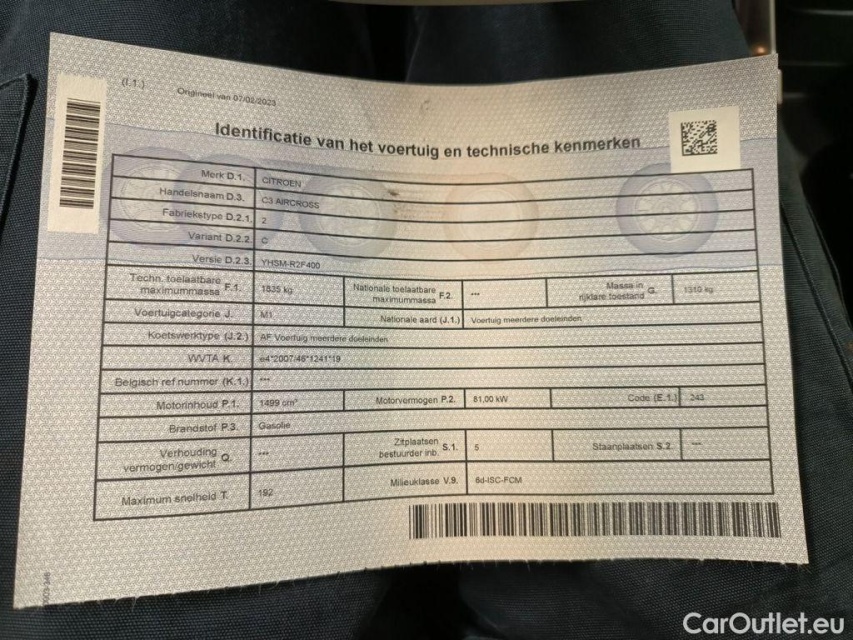 (I.1.)
Origineel van 07/02/2023
Identificatie van het voertuig en technische kenmerken
Merk D.1. CITROEN
Handelsnaam D.3. C3 AIRCROSS
Fabriekstype D.2.1. 2
Variant D.2.2. C
Versie D.2.3. YHSM-R2F400
Techn. toelaatbare maximummassa F.1. 1835 kg Nationale toelaatbare maximummassa F.2. --- Massa in rijklare toestand G. 1310 kg
Voertuigcategorie J. M1 Nationale aard (J.1.) Voertuig meerdere doeleinden
Koetswerktype (J.2.) AF Voertuig meerdere doeleinden
WVTA K. e4*2007/46*1241*19
Belgisch ref nummer (K.1.) ---
Motorinhoud P.1. 1499 cm³ Motorvermogen P.2. 81,00 kW Code (E.1.) 243
Brandstof P.3. Gasolie
Verhouding vermogen/gewicht Q. --- Zitplaatsen bestuurder inb. S.1. 5 Staanplaatsen S.2. ---
Maximum snelheid T. 192 Milieuklasse V.9. 6d-ISC-FCM
CarOutlet.eu